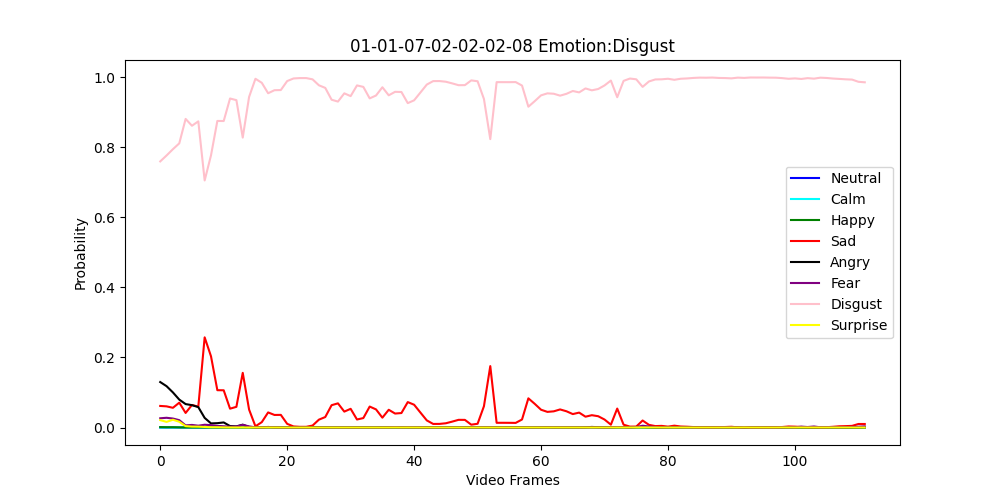 01-01-07-02-02-02-08 Emotion:Disgust
Probability
1.0
0.8
0.6
0.4
0.2
0.0
0 20 40 60 80 100
Video Frames
Neutral
Calm
Happy
Sad
Angry
Fear
Disgust
Surprise